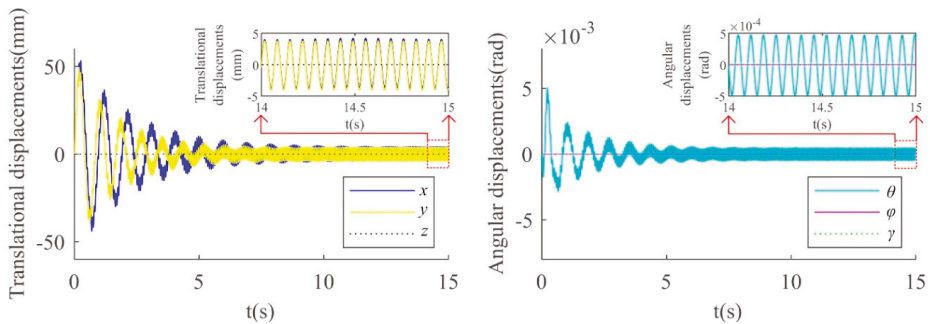 Translational displacements(mm)
50
0
-50
0
5
10
15
t(s)
Translational
displacements
(mm)
5
0
-5
14
14.5
15
t(s)
x
y
z
Angular displacements(rad)
×10⁻³
5
0
-5
0
5
10
15
t(s)
Angular
displacements
(rad)
×10⁻⁴
5
0
-5
14
14.5
15
t(s)
θ
φ
γ